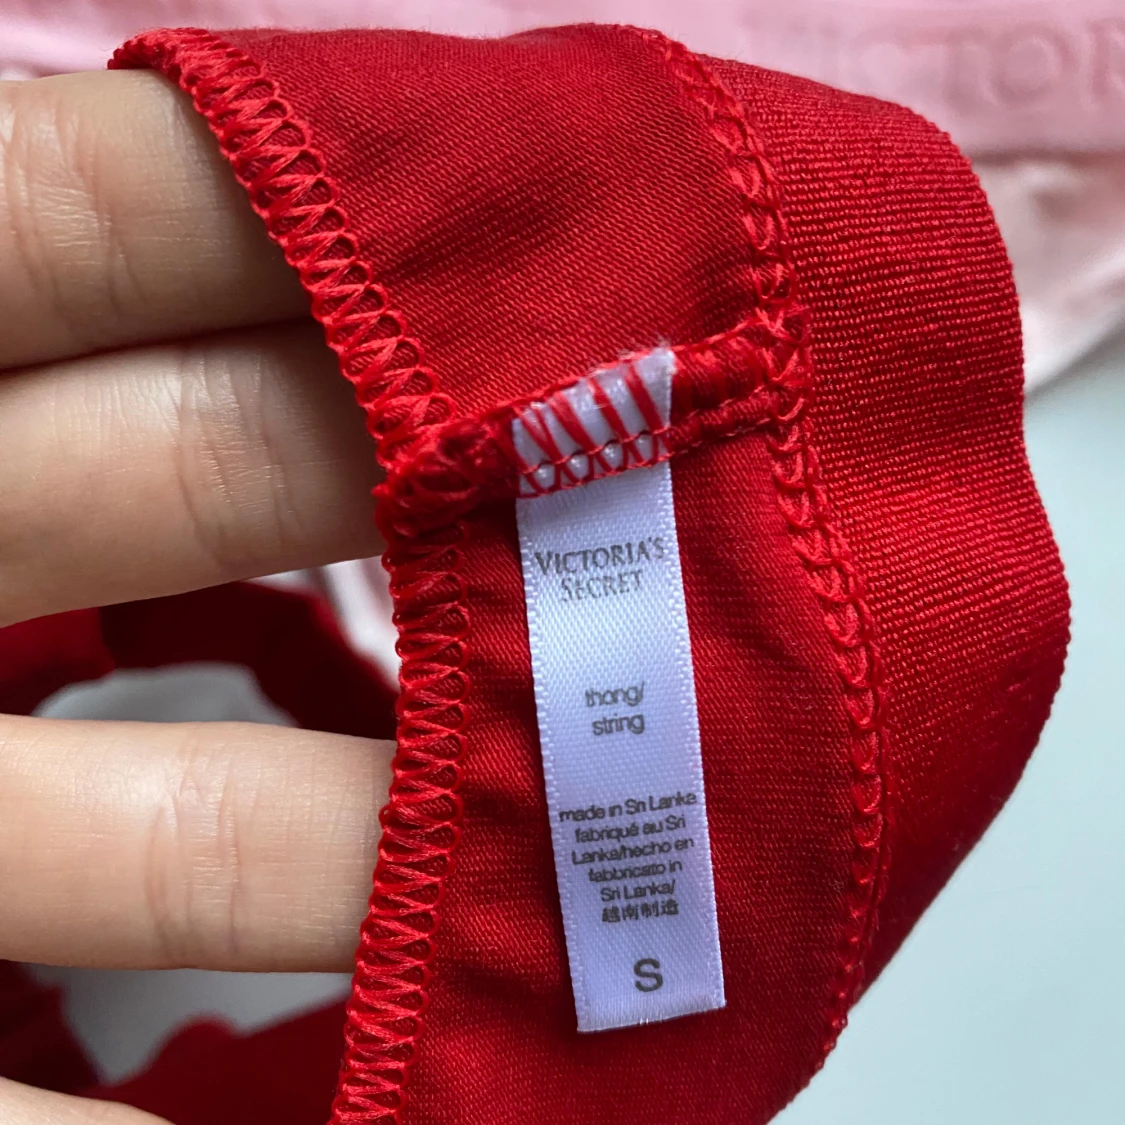 VICTOR
VICTORIA'S
SECRET
thong/
string
made in Sri Lanka
fabriqué au Sri
Lanka/hecho en
fabbricato in
Sri Lanka/
越南制造
S